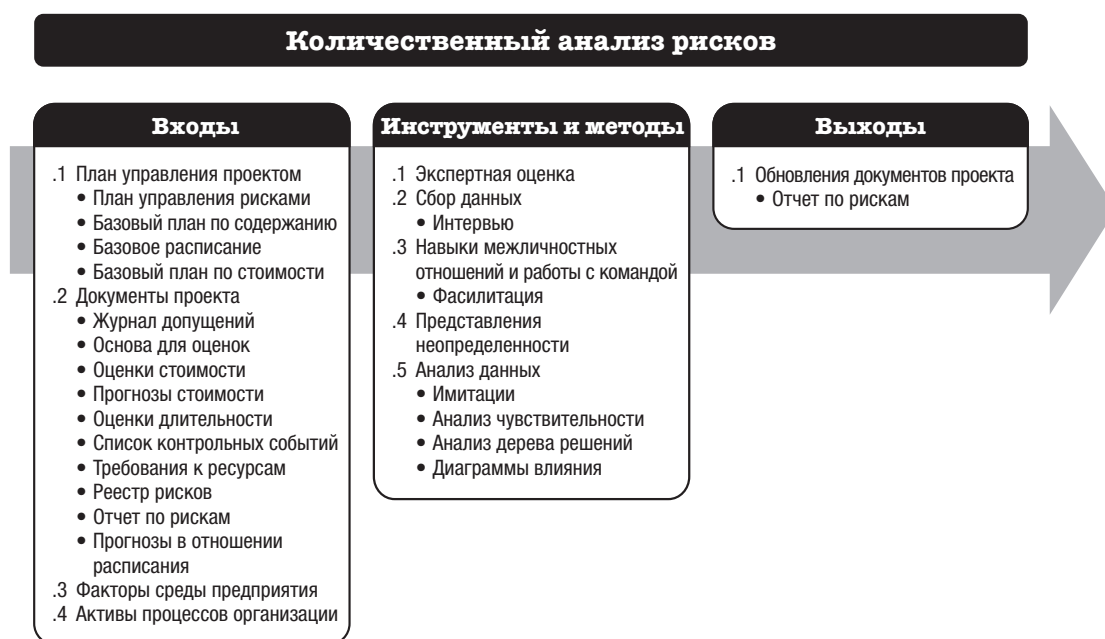 Количественный анализ рисков
Входы
.1 План управления проектом
• План управления рисками
• Базовый план по содержанию
• Базовое расписание
• Базовый план по стоимости
.2 Документы проекта
• Журнал допущений
• Основа для оценок
• Оценки стоимости
• Прогнозы стоимости
• Оценки длительности
• Список контрольных событий
• Требования к ресурсам
• Реестр рисков
• Отчет по рискам
• Прогнозы в отношении
расписания
.3 Факторы среды предприятия
.4 Активы процессов организации
Инструменты и методы
.1 Экспертная оценка
.2 Сбор данных
• Интервью
.3 Навыки межличностных
отношений и работы с командой
• Фасилитация
.4 Представления
неопределенности
.5 Анализ данных
• Имитации
• Анализ чувствительности
• Анализ дерева решений
• Диаграммы влияния
Выходы
.1 Обновления документов проекта
• Отчет по рискам